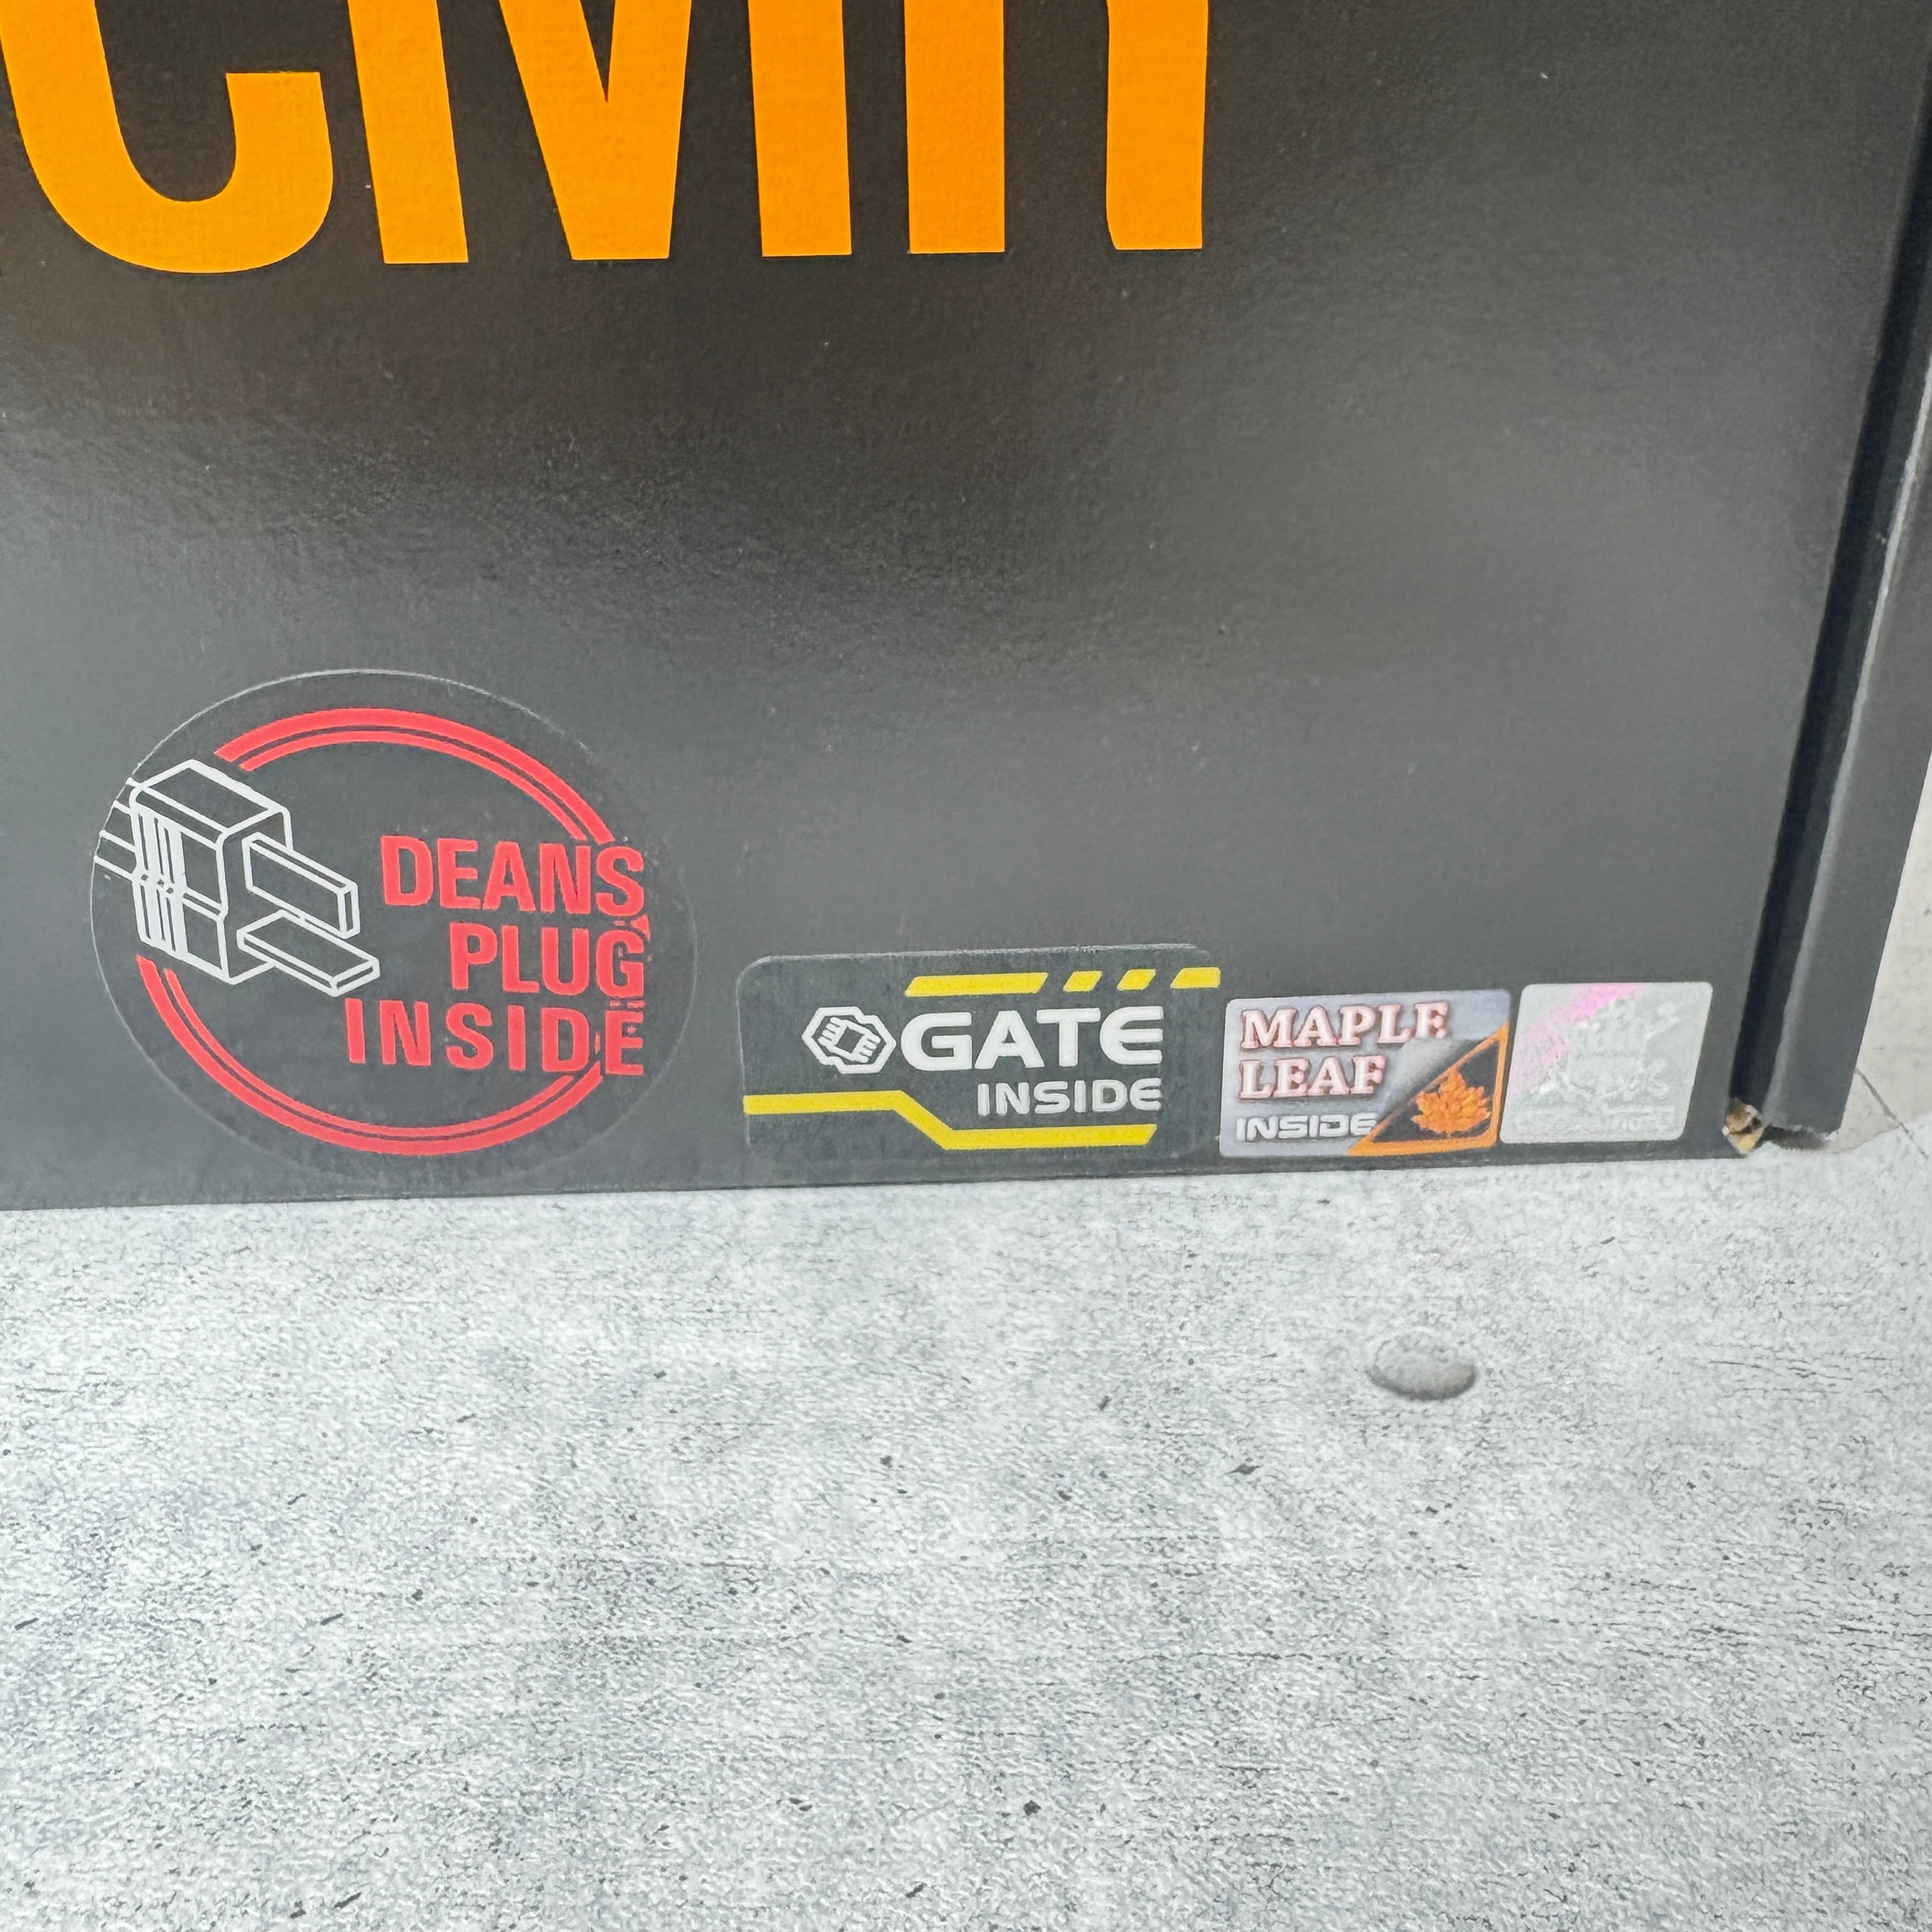 DEANS
PLUG
INSIDE
GATE
INSIDE
MAPLE
LEAF
INSIDE